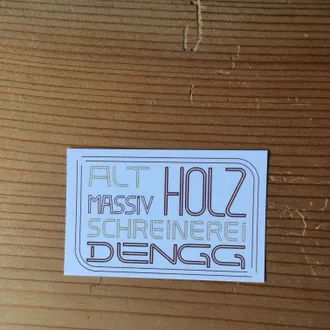 ALT HOLZ
MASSIV
SCHREiNEREi
DENGG